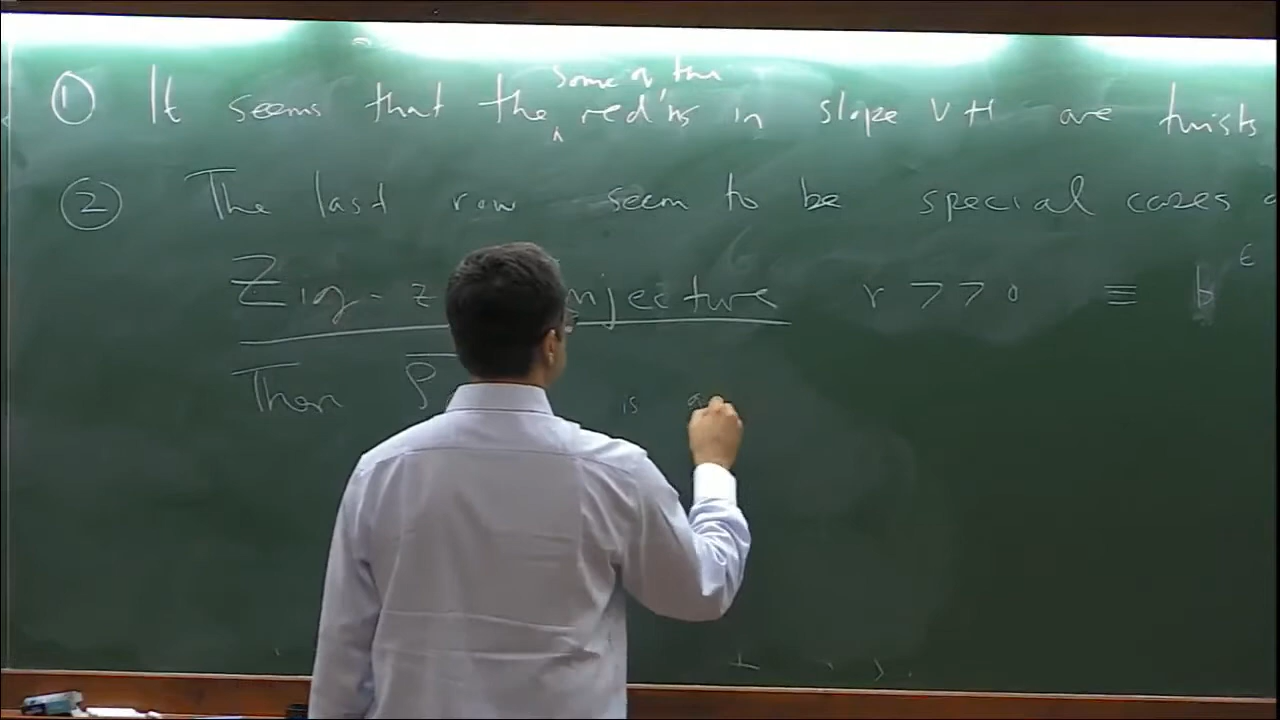 ① It seems that the some of the red'ns in slope v+1 are twists
② The last row seem to be special cases
Zig-z njecture r >> 0 ≡ b ∈
Then ρ̄ is a